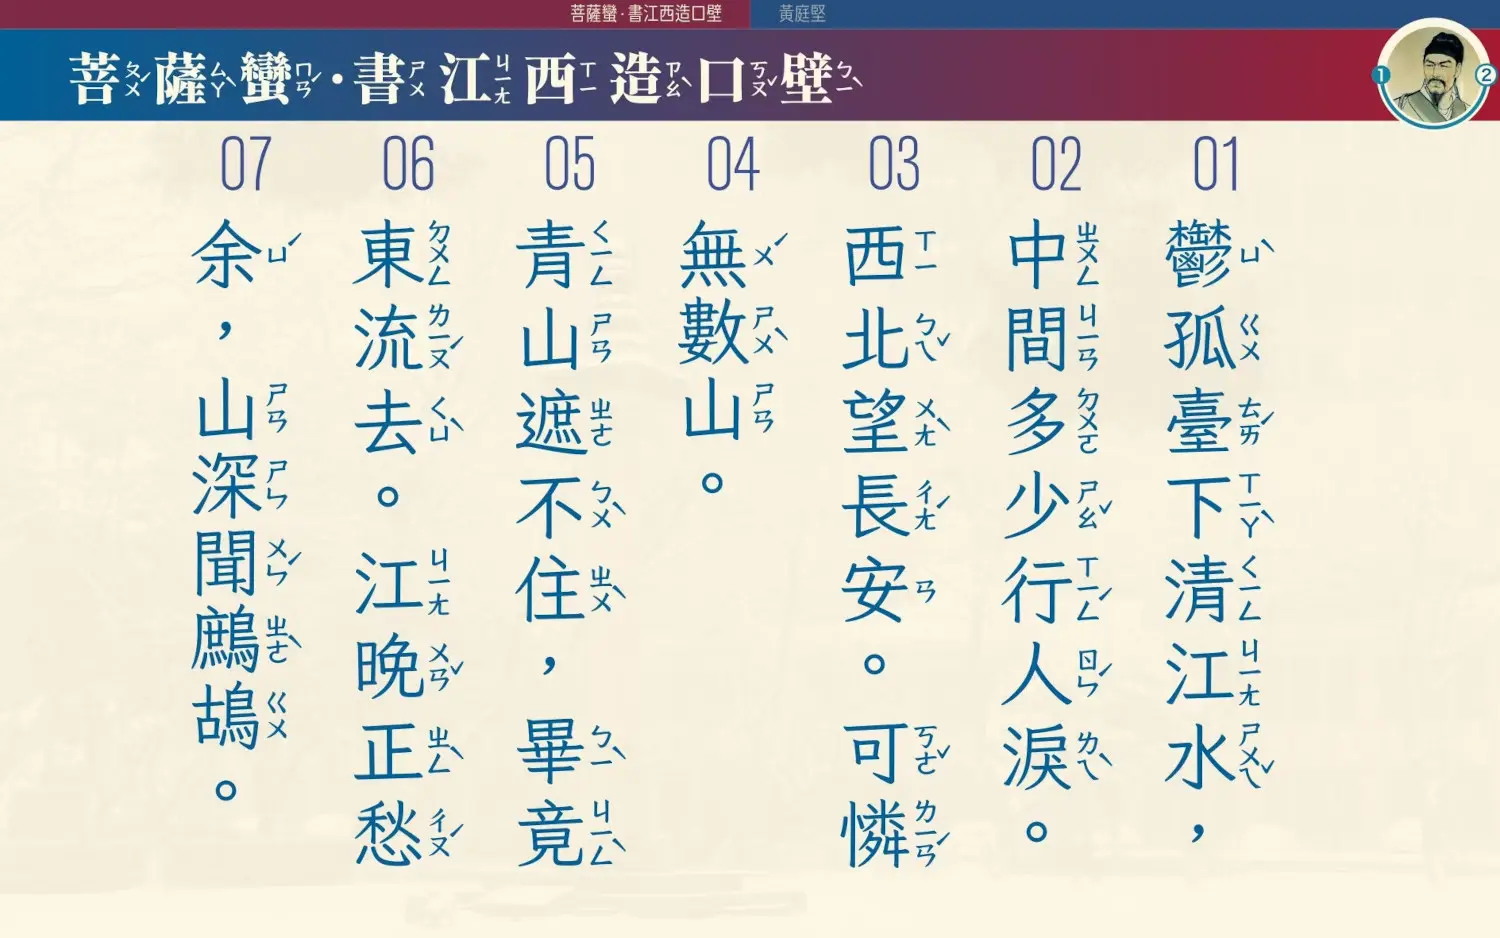 菩薩蠻·書江西造口壁
黃庭堅
菩ㄆㄨˊ薩ㄙㄚˋ蠻ㄇㄢˊ·書ㄕㄨ江ㄐㄧㄤ西ㄒㄧ造ㄗㄠˋ口ㄎㄡˇ壁ㄅㄧˋ
1 2
01
鬱ㄩˋ孤ㄍㄨ臺ㄊㄞˊ下ㄒㄧㄚˋ清ㄑㄧㄥ江ㄐㄧㄤ水ㄕㄨㄟˇ，
02
中ㄓㄨㄥ間ㄐㄧㄢ多ㄉㄨㄛ少ㄕㄠˇ行ㄒㄧㄥˊ人ㄖㄣˊ淚ㄌㄟˋ。
03
西ㄒㄧ北ㄅㄟˇ望ㄨㄤˋ長ㄔㄤˊ安ㄢ。可ㄎㄜˇ憐ㄌㄧㄢˊ
04
無ㄨˊ數ㄕㄨˋ山ㄕㄢ。
05
青ㄑㄧㄥ山ㄕㄢ遮ㄓㄜ不ㄅㄨˋ住ㄓㄨˋ，畢ㄅㄧˋ竟ㄐㄧㄥˋ
06
東ㄉㄨㄥ流ㄌㄧㄡˊ去ㄑㄩˋ。江ㄐㄧㄤ晚ㄨㄢˇ正ㄓㄥˋ愁ㄔㄡˊ
07
余ㄩˊ，山ㄕㄢ深ㄕㄣ聞ㄨㄣˊ鷓ㄓㄜˋ鴣ㄍㄨ。